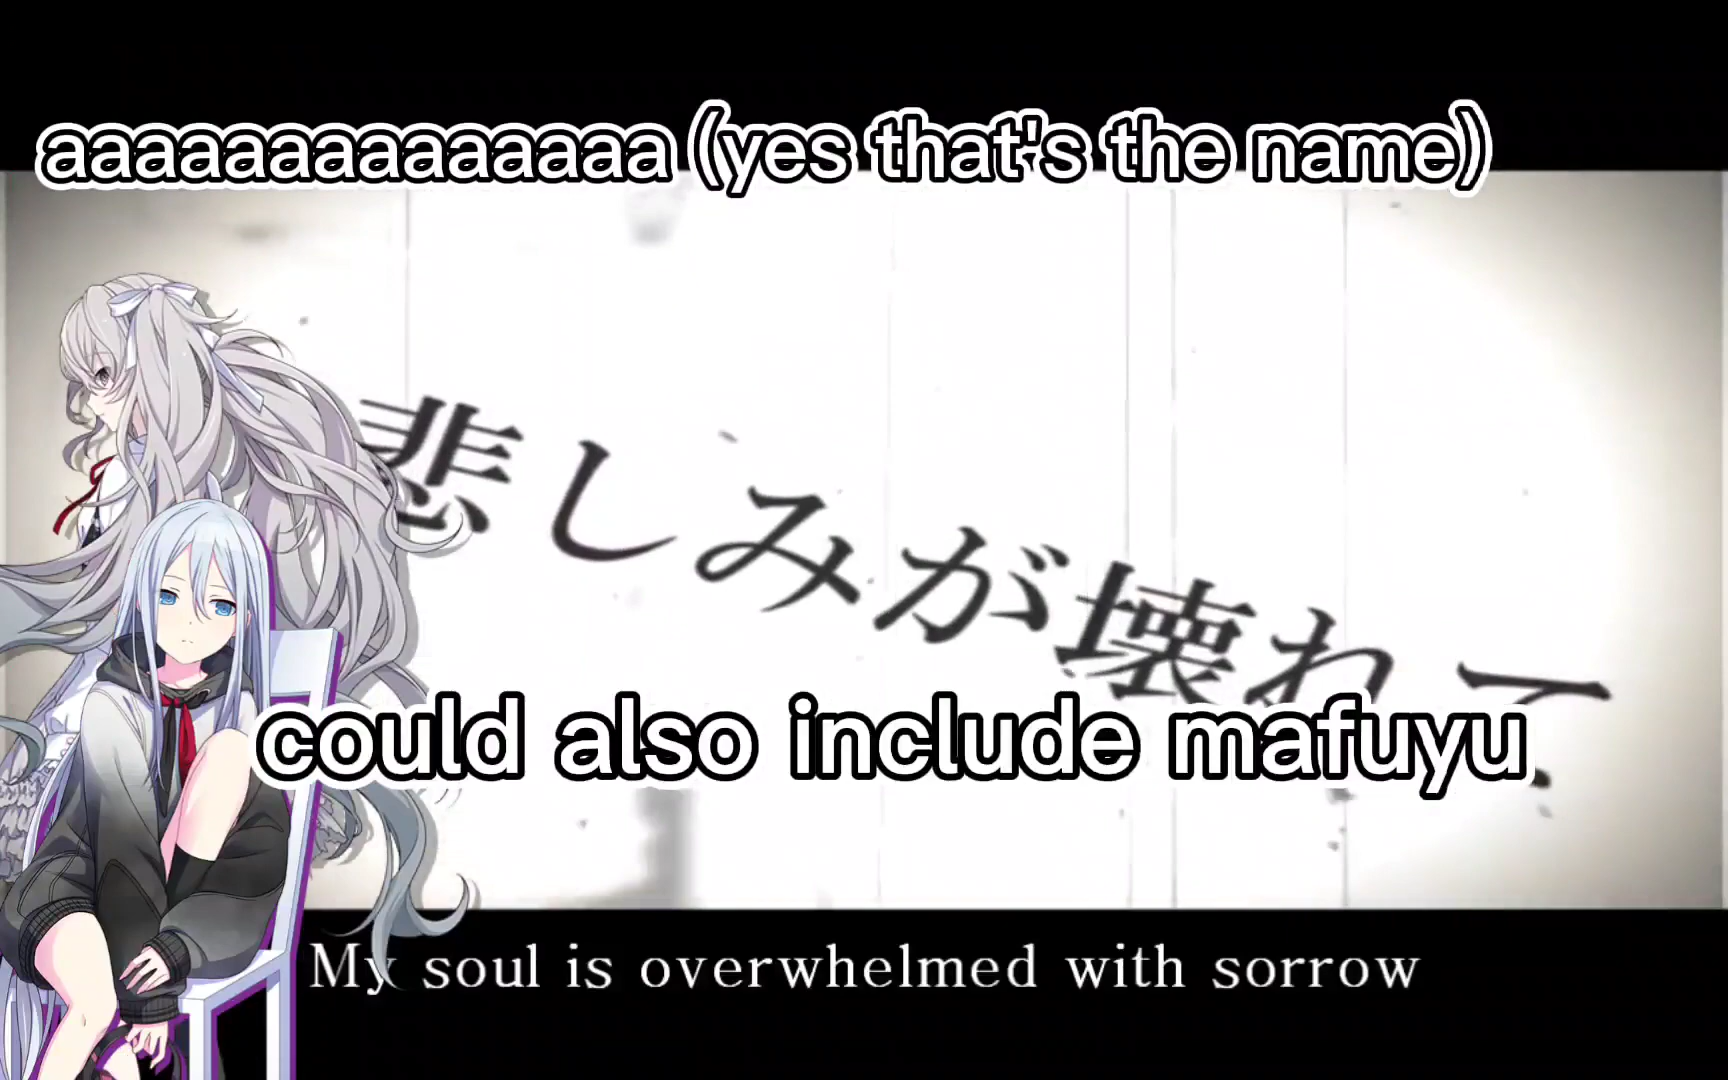 aaaaaaaaaaaaaaa (yes that's the name)
悲しみが壊れて
could also include mafuyu
My soul is overwhelmed with sorrow